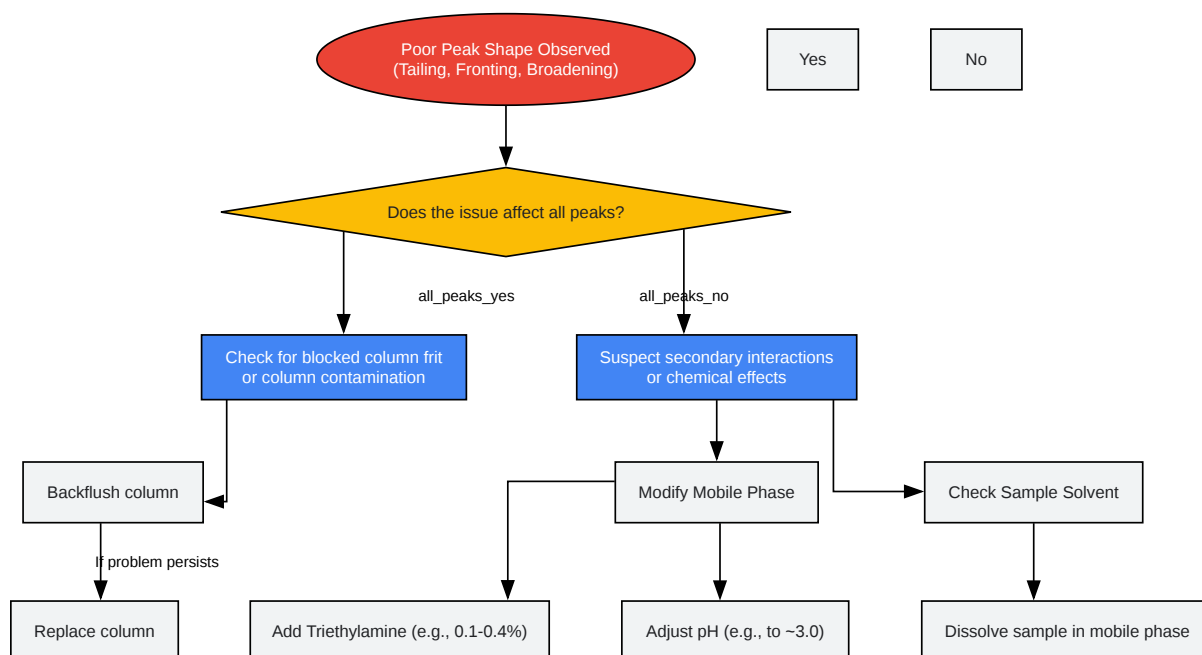 Poor Peak Shape Observed
(Tailing, Fronting, Broadening)
Yes
No
Does the issue affect all peaks?
all_peaks_yes
all_peaks_no
Check for blocked column frit
or column contamination
Suspect secondary interactions
or chemical effects
Backflush column
Modify Mobile Phase
Check Sample Solvent
If problem persists
Replace column
Add Triethylamine (e.g., 0.1-0.4%)
Adjust pH (e.g., to ~3.0)
Dissolve sample in mobile phase